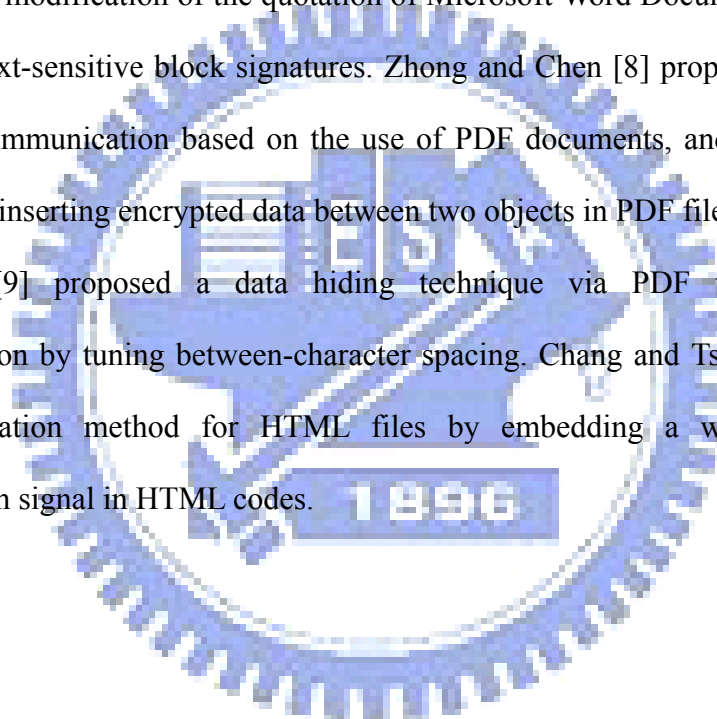 modification of the quotation of Microsoft Word Docu
xt-sensitive block signatures. Zhong and Chen [8] prop
mmunication based on the use of PDF documents, and
inserting encrypted data between two objects in PDF file
[9] proposed a data hiding technique via PDF
on by tuning between-character spacing. Chang and Ts
ation method for HTML files by embedding a w
n signal in HTML codes.
E S
1896